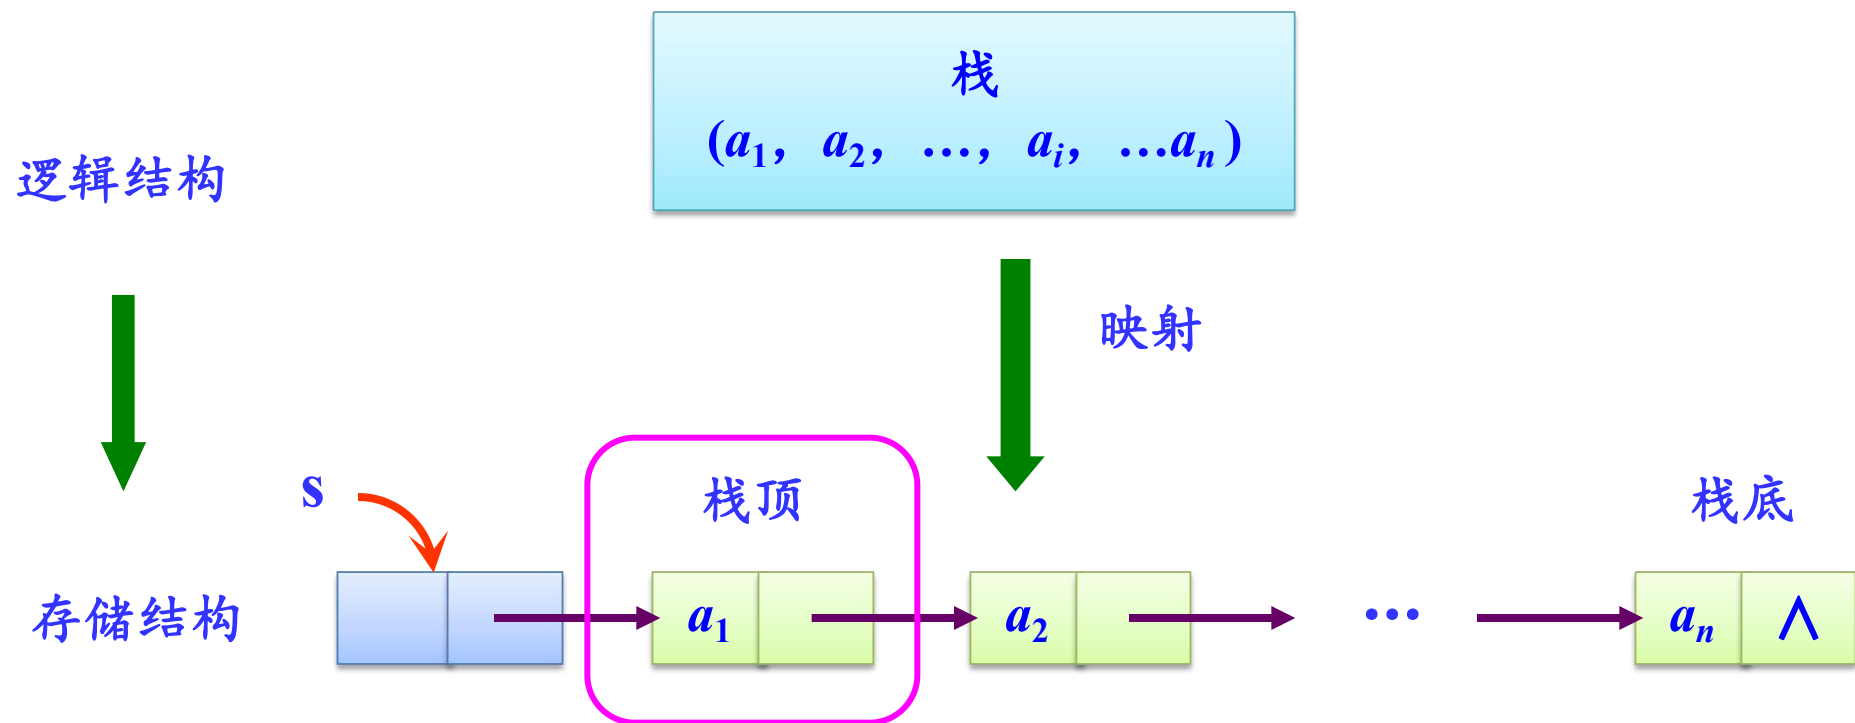 栈
(a1，a2，…，ai，…an)
逻辑结构
映射
s
栈顶
栈底
存储结构
a1
a2
…
an
∧